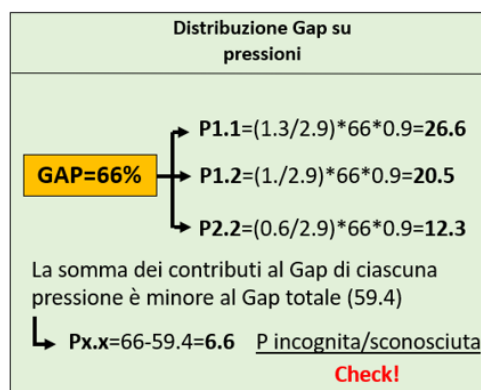 Distribuzione Gap su
pressioni
P1.1=(1.3/2.9)*66*0.9=26.6
GAP=66%
P1.2=(1./2.9)*66*0.9=20.5
P2.2=(0.6/2.9)*66*0.9=12.3
La somma dei contributi al Gap di ciascuna
pressione è minore al Gap totale (59.4)
Px.x=66-59.4=6.6 P incognita/sconosciuta
Check!